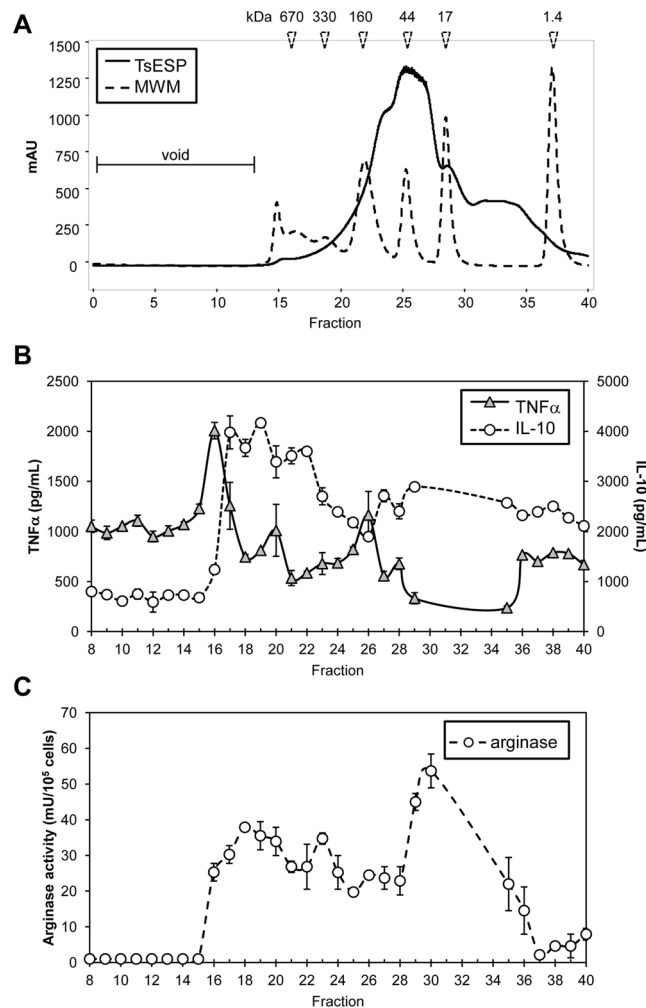 A
kDa 670 330 160 44 17 1.4
1500
1250
1000
750
500
250
0
mAU
TsESP
MWM
void
0 5 10 15 20 25 30 35 40
Fraction
B
2500
2000
1500
1000
500
0
TNFα (pg/mL)
TNFα
IL-10
5000
4000
3000
2000
1000
0
IL-10 (pg/mL)
8 10 12 14 16 18 20 22 24 26 28 30 32 34 36 38 40
Fraction
C
70
60
50
40
30
20
10
0
Arginase activity (mU/10⁵ cells)
arginase
8 10 12 14 16 18 20 22 24 26 28 30 32 34 36 38 40
Fraction